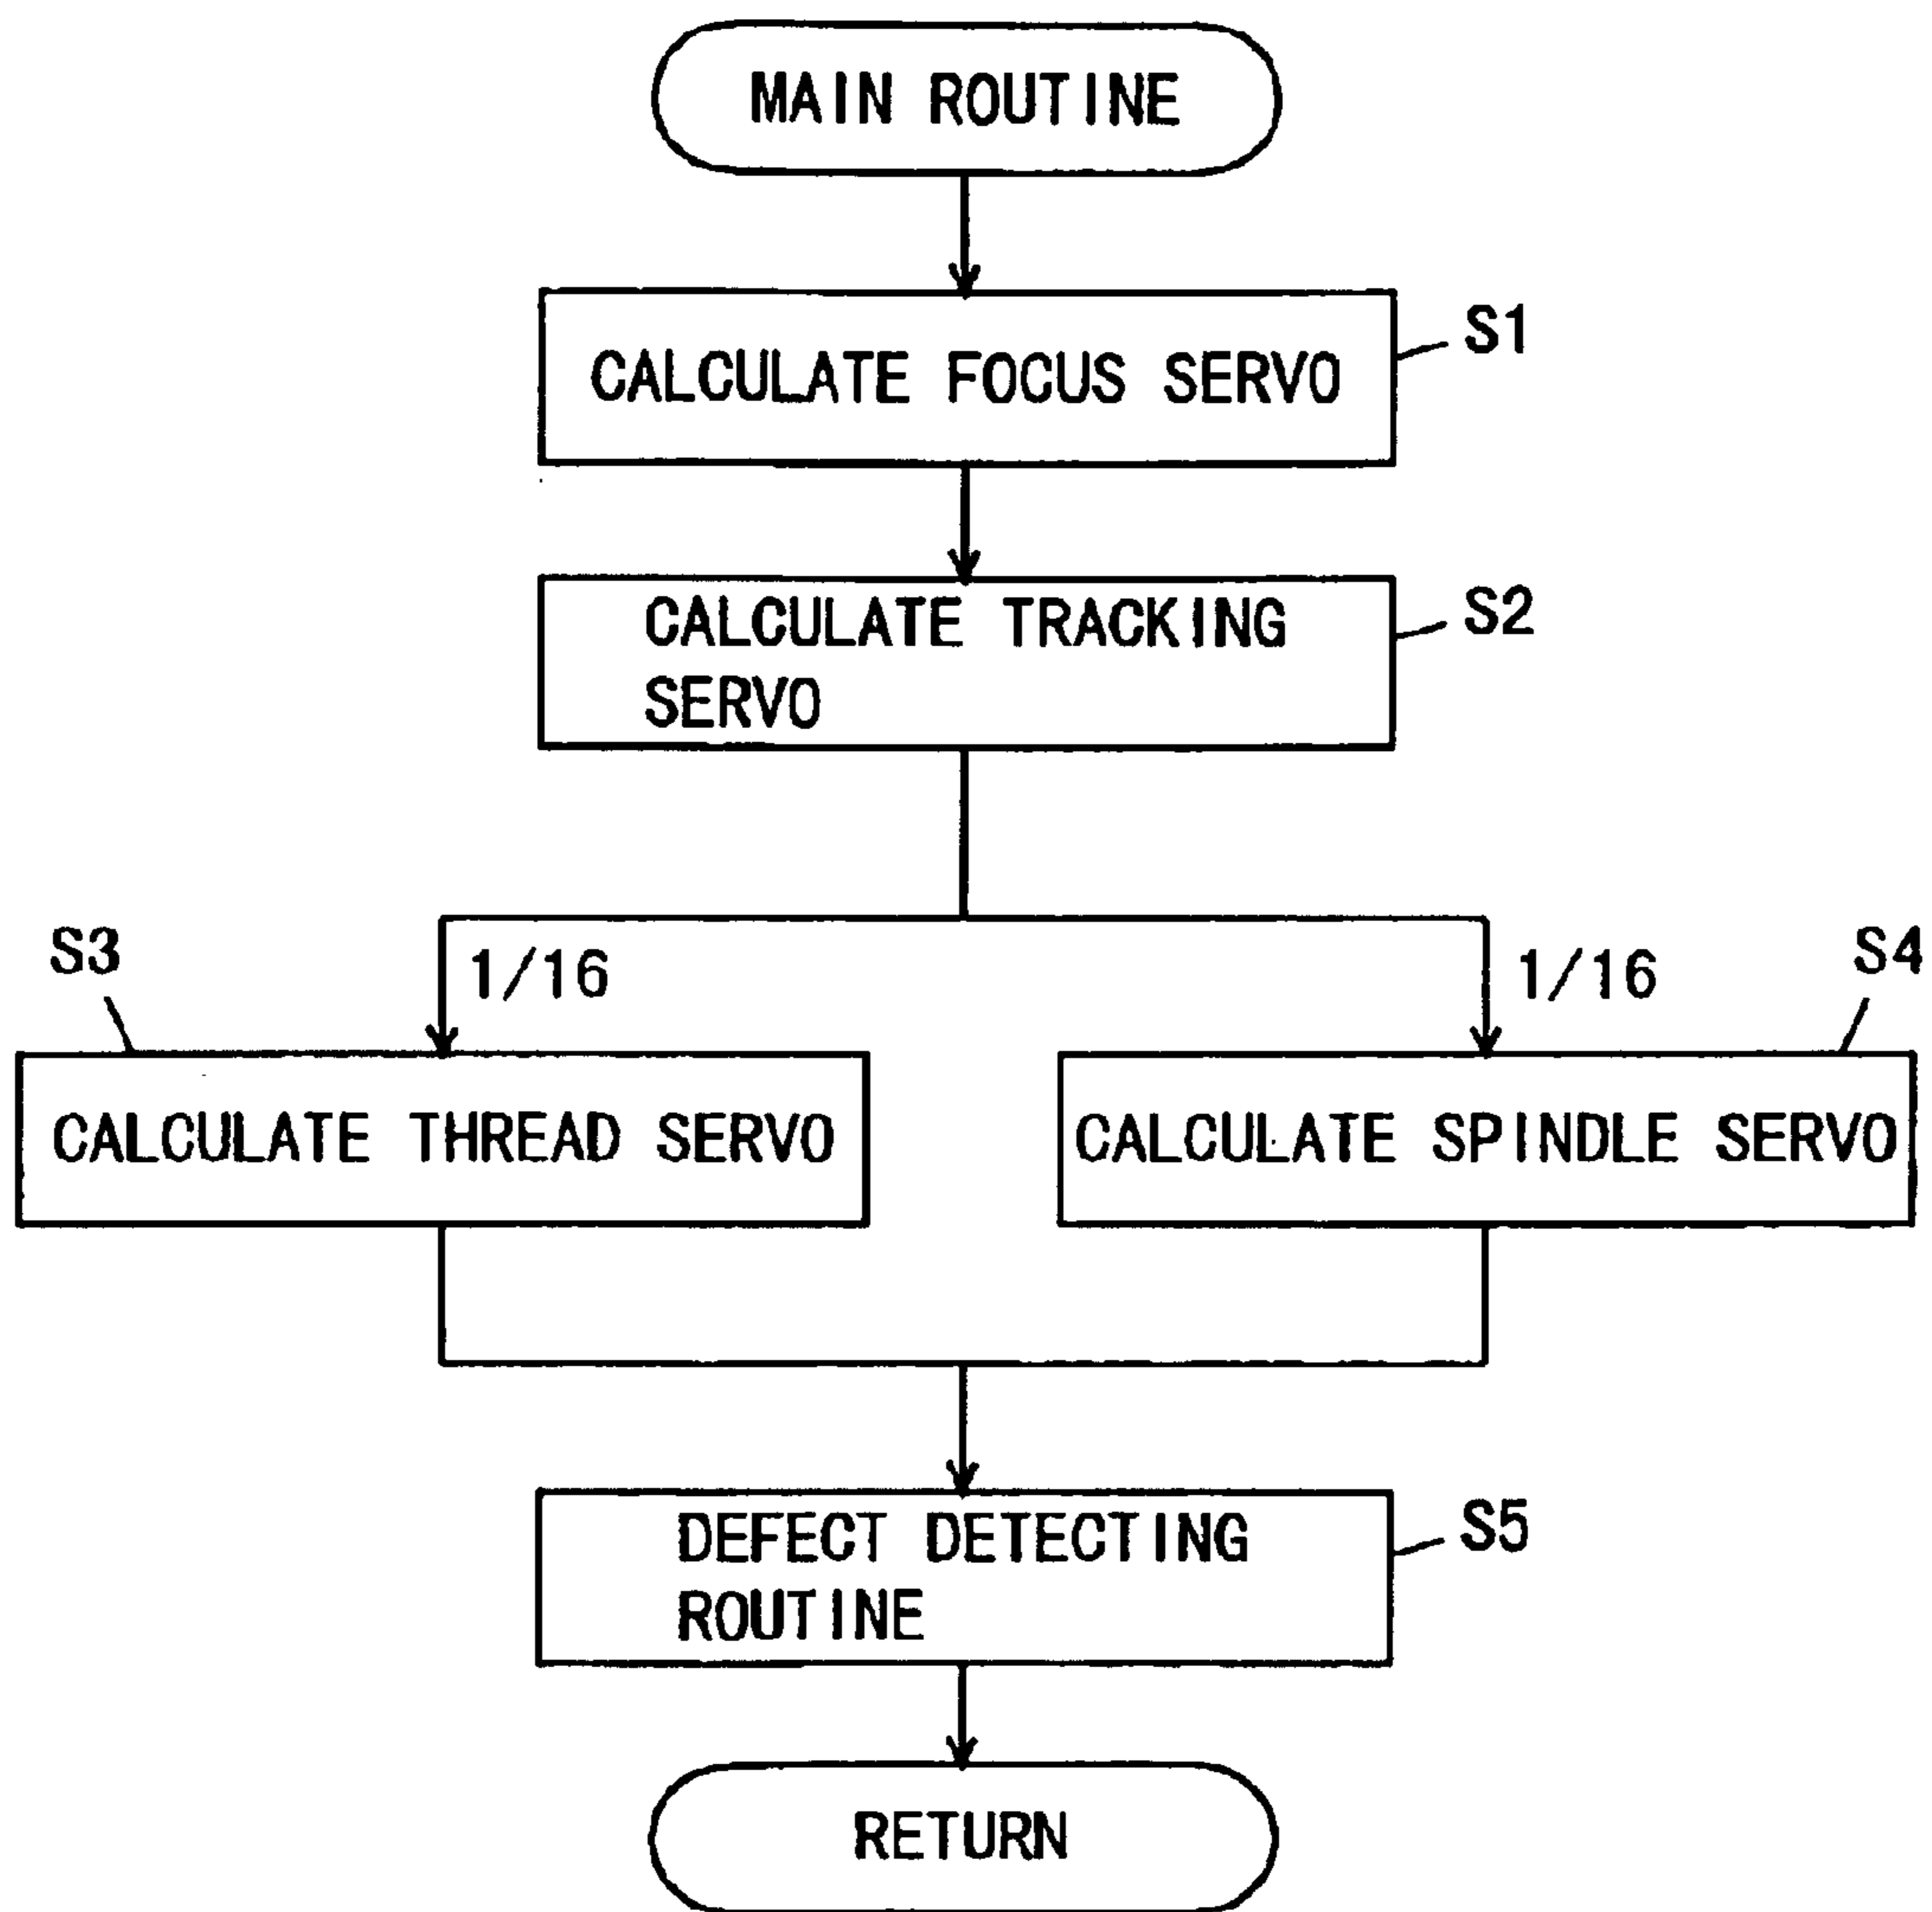 MAIN ROUTINE
S1
CALCULATE FOCUS SERVO
S2
CALCULATE TRACKING
SERVO
S3
1/16
1/16
S4
CALCULATE THREAD SERVO
CALCULATE SPINDLE SERVO
S5
DEFECT DETECTING
ROUTINE
RETURN